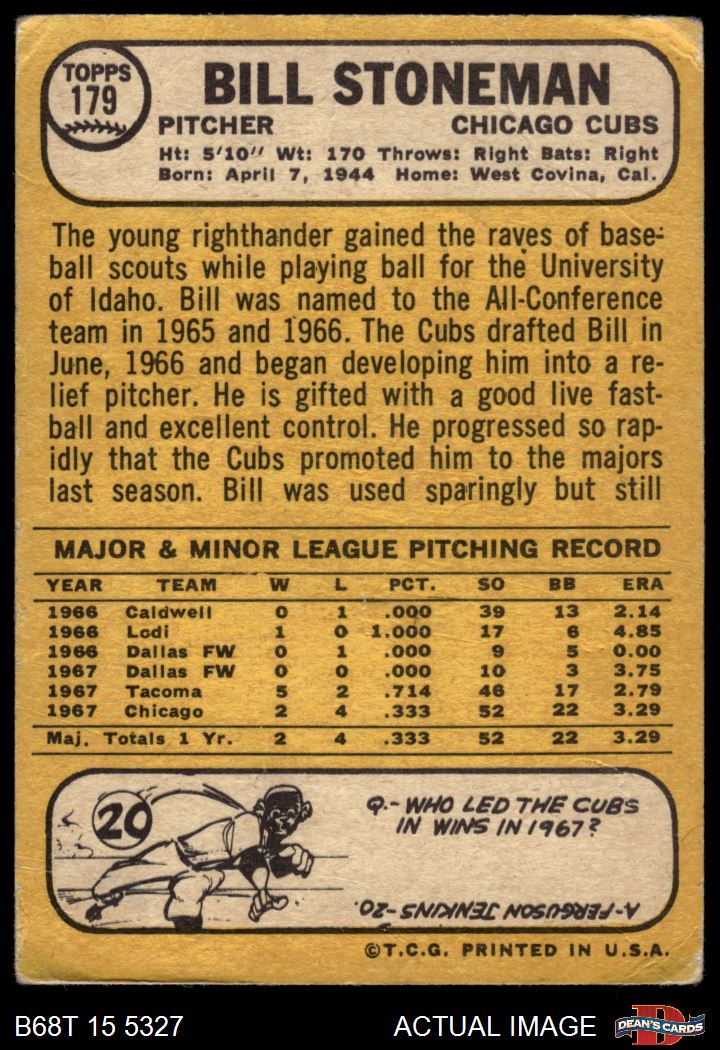 TOPPS
179
BILL STONEMAN
PITCHER CHICAGO CUBS
Ht: 5'10" Wt: 170 Throws: Right Bats: Right
Born: April 7, 1944 Home: West Covina, Cal.
The young righthander gained the raves of base-
ball scouts while playing ball for the University
of Idaho. Bill was named to the All-Conference
team in 1965 and 1966. The Cubs drafted Bill in
June, 1966 and began developing him into a re-
lief pitcher. He is gifted with a good live fast-
ball and excellent control. He progressed so rap-
idly that the Cubs promoted him to the majors
last season. Bill was used sparingly but still
MAJOR & MINOR LEAGUE PITCHING RECORD
YEAR TEAM W L PCT. SO BB ERA
1966 Caldwell 0 1 .000 39 13 2.14
1966 Lodi 1 0 1.000 17 6 4.85
1966 Dallas FW 0 1 .000 9 5 0.00
1967 Dallas FW 0 0 .000 10 3 3.75
1967 Tacoma 5 2 .714 46 17 2.79
1967 Chicago 2 4 .333 52 22 3.29
Maj. Totals 1 Yr. 2 4 .333 52 22 3.29
20
Q.-WHO LED THE CUBS
IN WINS IN 1967?
A-FERGUSON JENKINS-20.
©T.C.G. PRINTED IN U.S.A.
B68T 15 5327 ACTUAL IMAGE DEAN'S CARDS